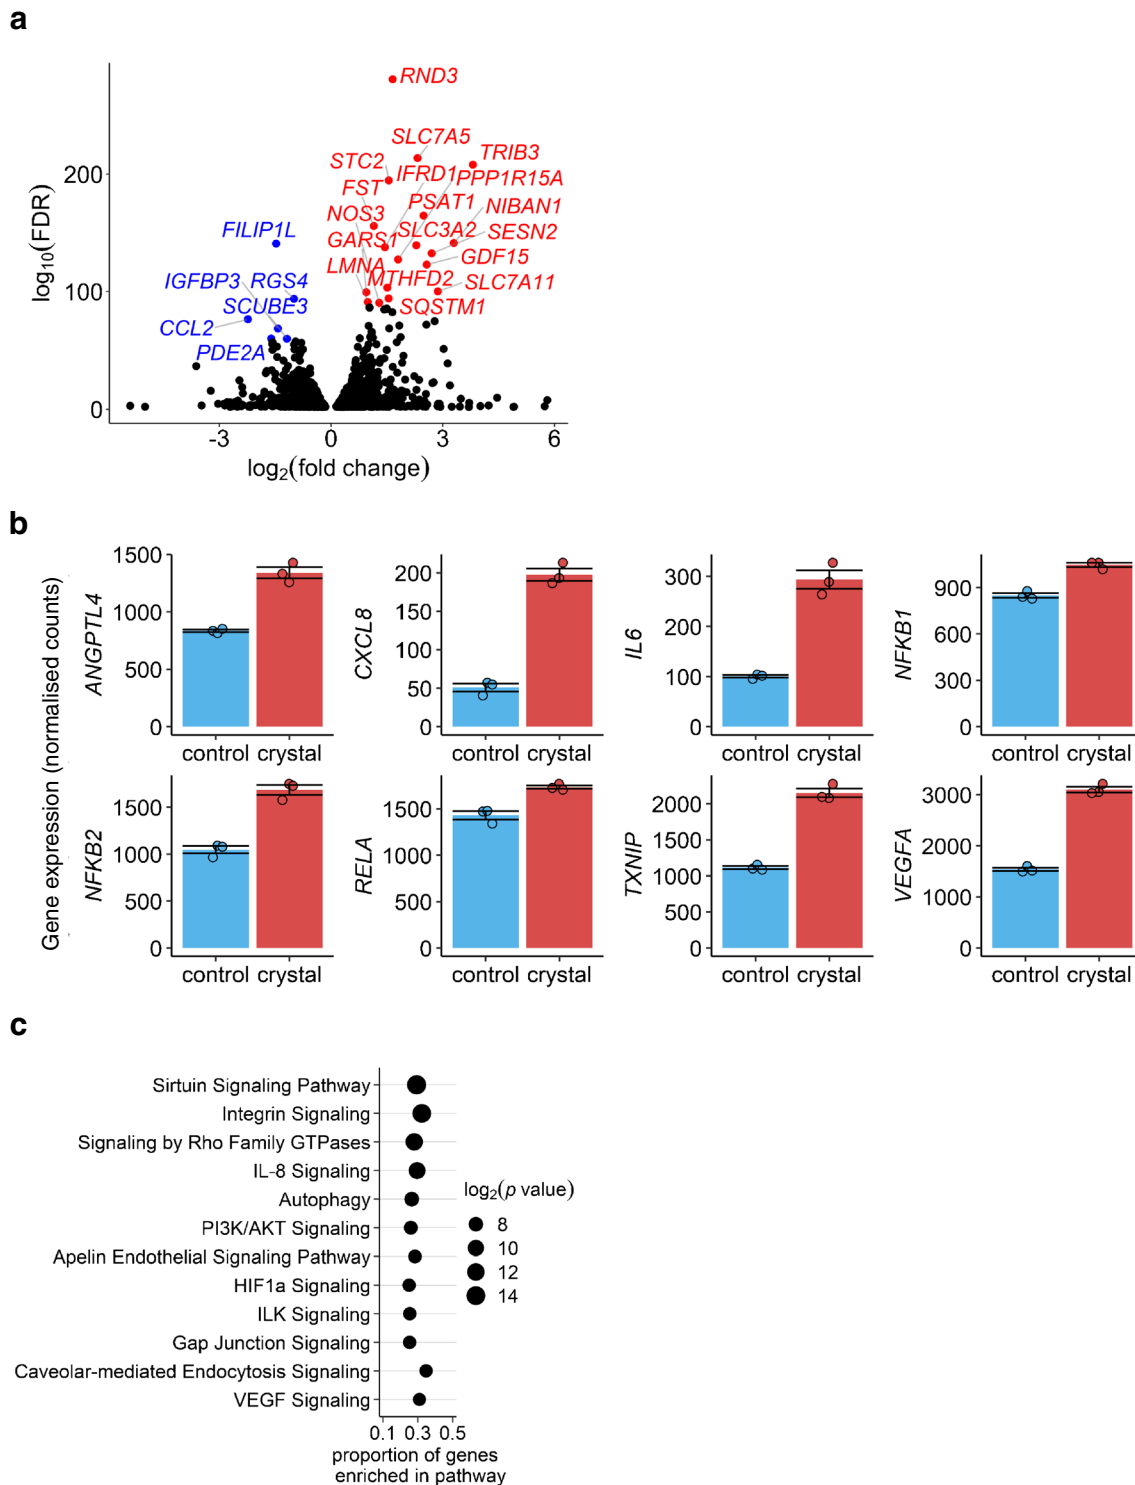 a
RND3
SLC7A5
STC2
TRIB3
IFRD1
PPP1R15A
FST
NOS3
PSAT1
NIBAN1
FILIP1L
GARS1
SLC3A2
SESN2
LMNA
GDF15
IGFBP3
RGS4
MTHFD2
SLC7A11
SCUBE3
SQSTM1
CCL2
PDE2A
log10(FDR)
200
100
0
-3 0 3 6
log2(fold change)
b
Gene expression (normalised counts)
ANGPTL4
1500
1000
500
0
control crystal
CXCL8
200
150
100
50
0
control crystal
IL6
300
200
100
0
control crystal
NFKB1
900
600
300
0
control crystal
NFKB2
1500
1000
500
0
control crystal
RELA
1500
1000
500
0
control crystal
TXNIP
2000
1500
1000
500
0
control crystal
VEGFA
3000
2000
1000
0
control crystal
c
Sirtuin Signaling Pathway
Integrin Signaling
Signaling by Rho Family GTPases
IL-8 Signaling
Autophagy
PI3K/AKT Signaling
Apelin Endothelial Signaling Pathway
HIF1a Signaling
ILK Signaling
Gap Junction Signaling
Caveolar-mediated Endocytosis Signaling
VEGF Signaling
0.1 0.3 0.5
proportion of genes
enriched in pathway
log2(p value)
8
10
12
14